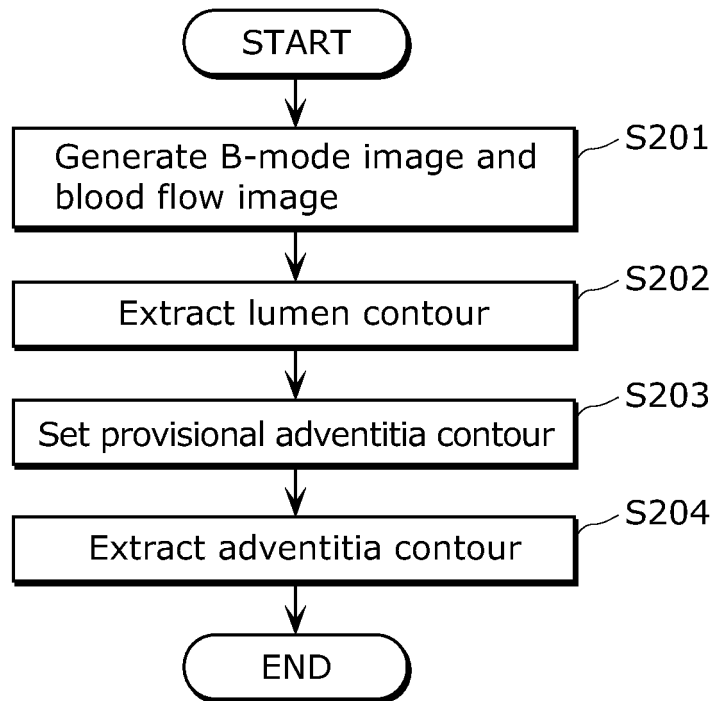 START
Generate B-mode image and
blood flow image
S201
Extract lumen contour
S202
Set provisional adventitia contour
S203
Extract adventitia contour
S204
END